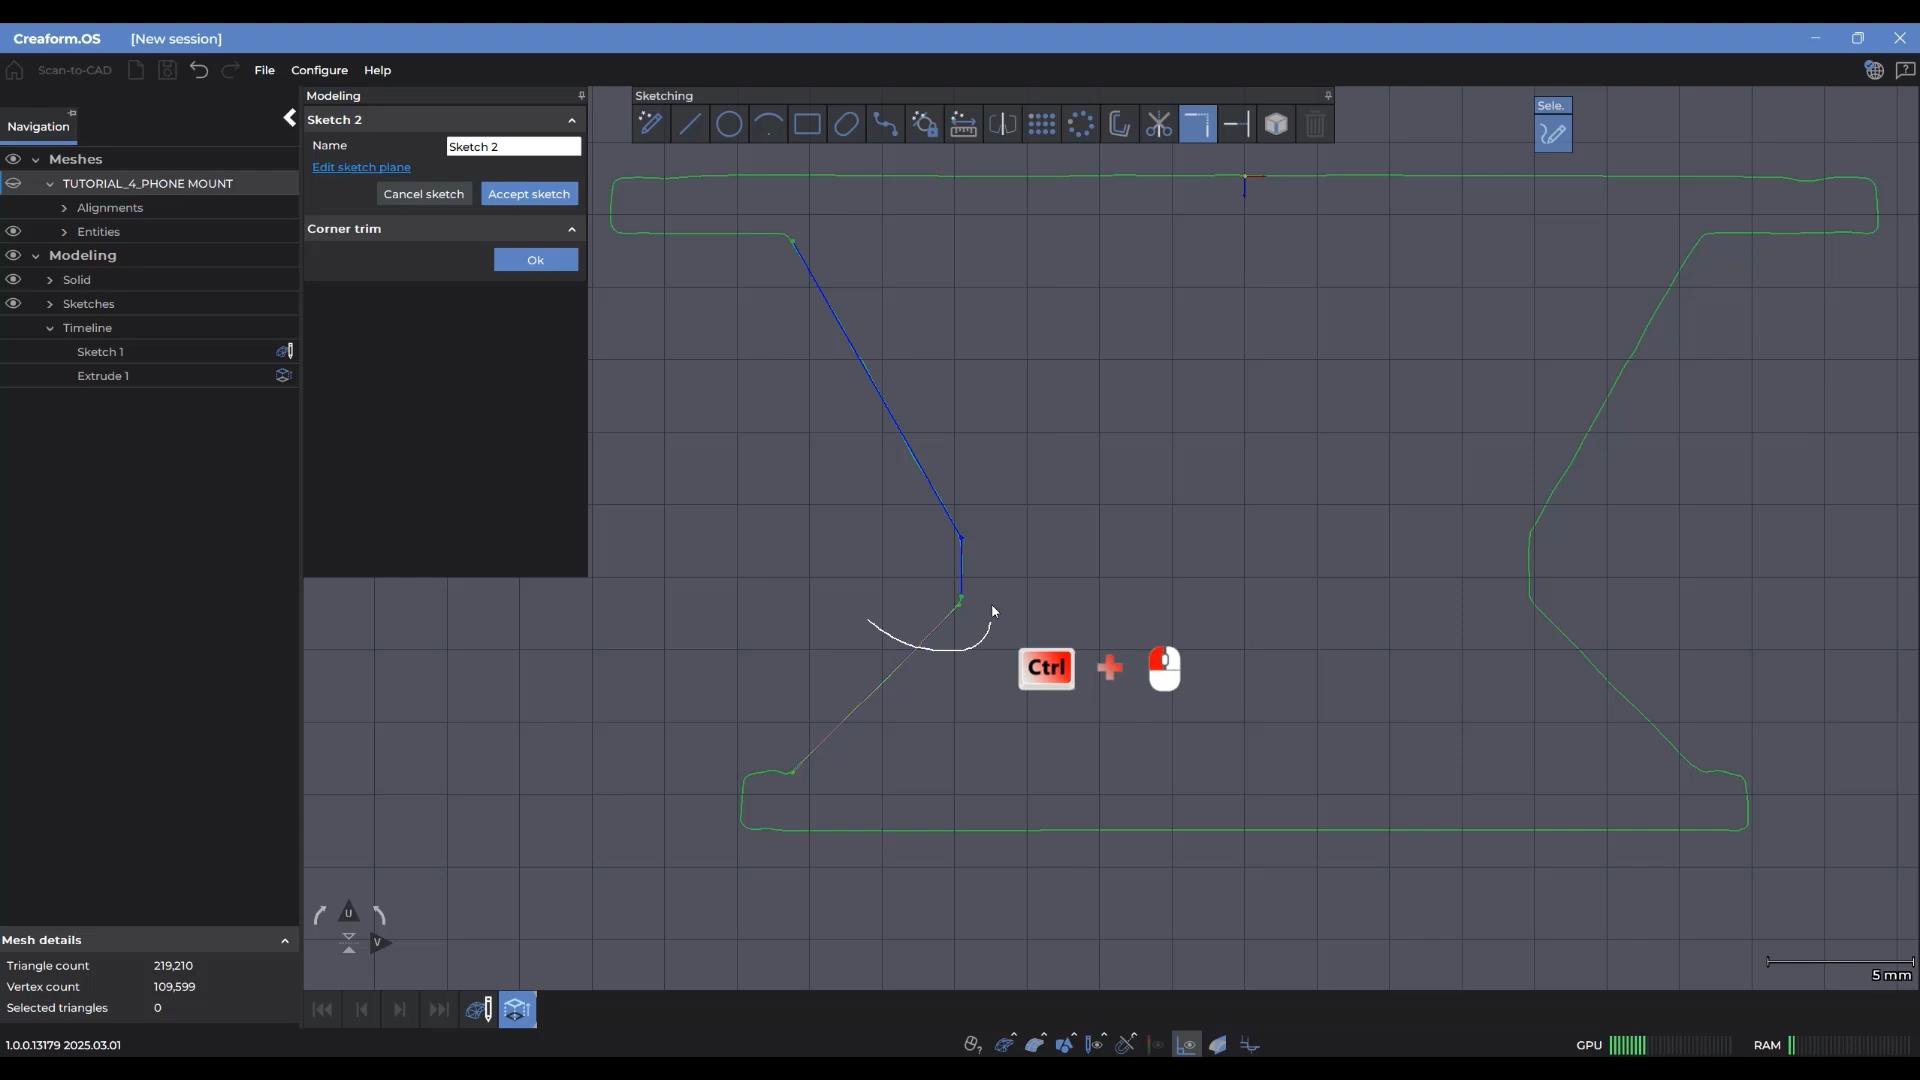 Creaform.OS [New session]
Scan-to-CAD File Configure Help
Navigation
Meshes
TUTORIAL_4_PHONE MOUNT
Alignments
Entities
Modeling
Solid
Sketches
Timeline
Sketch 1
Extrude 1
Modeling
Sketch 2
Name Sketch 2
Edit sketch plane
Cancel sketch Accept sketch
Corner trim
Ok
Sketching
Sele.
Ctrl
U
V
5 mm
Mesh details
Triangle count 219,210
Vertex count 109,599
Selected triangles 0
1.0.0.13179 2025.03.01
GPU RAM